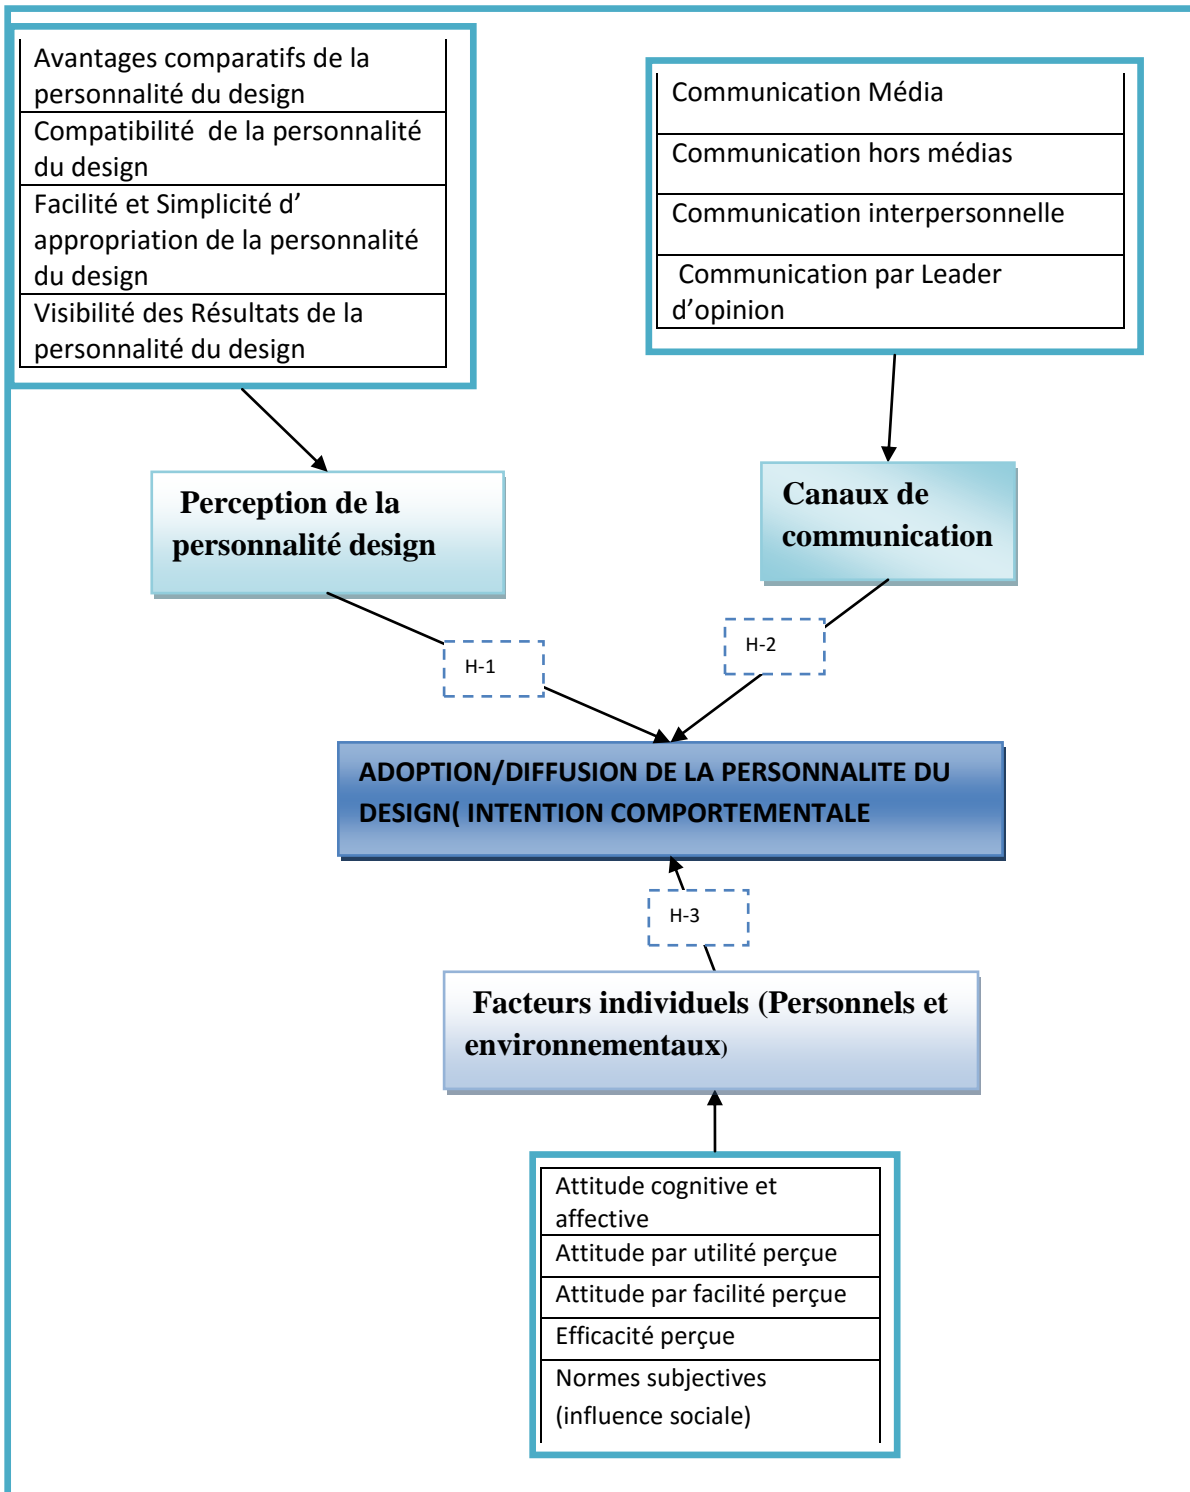 Avantages comparatifs de la
personnalité du design
Compatibilité de la personnalité
du design
Facilité et Simplicité d’
appropriation de la personnalité
du design
Visibilité des Résultats de la
personnalité du design
Communication Média
Communication hors médias
Communication interpersonnelle
Communication par Leader
d’opinion
Perception de la
personnalité design
Canaux de
communication
H-1
H-2
ADOPTION/DIFFUSION DE LA PERSONNALITE DU
DESIGN( INTENTION COMPORTEMENTALE
H-3
Facteurs individuels (Personnels et
environnementaux)
Attitude cognitive et
affective
Attitude par utilité perçue
Attitude par facilité perçue
Efficacité perçue
Normes subjectives
(influence sociale)